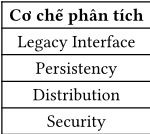 Cơ chế phân tích
Legacy Interface
Persistency
Distribution
Security